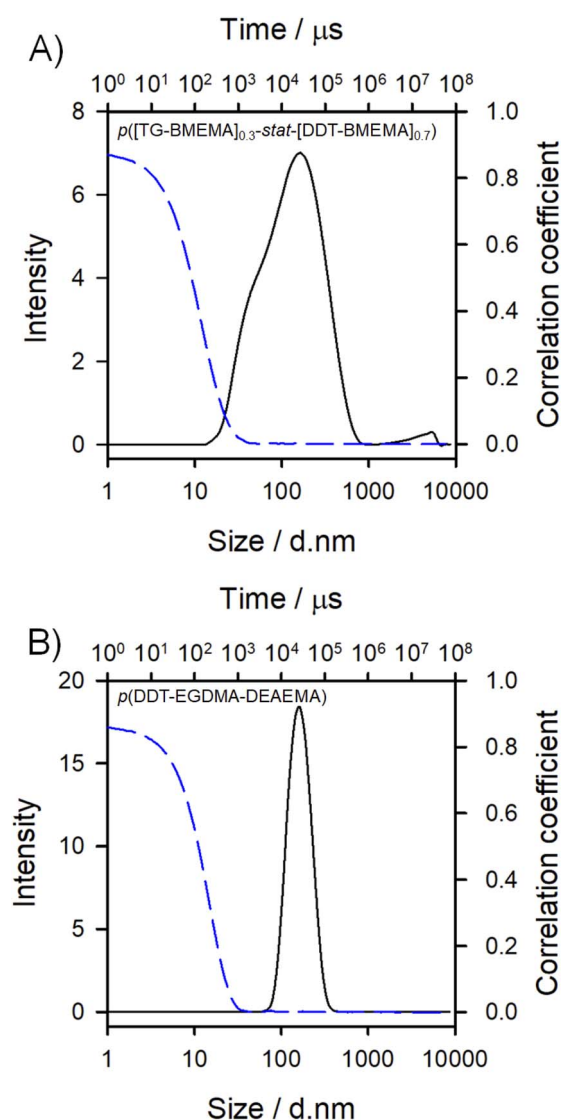 A)
Time / μs
10⁰ 10¹ 10² 10³ 10⁴ 10⁵ 10⁶ 10⁷ 10⁸
p([TG-BMEMA]₀.₃-stat-[DDT-BMEMA]₀.₇)
Intensity
8
6
4
2
0
Correlation coefficient
1.0
0.8
0.6
0.4
0.2
0.0
1 10 100 1000 10000
Size / d.nm
B)
Time / μs
10⁰ 10¹ 10² 10³ 10⁴ 10⁵ 10⁶ 10⁷ 10⁸
p(DDT-EGDMA-DEAEMA)
Intensity
20
15
10
5
0
Correlation coefficient
1.0
0.8
0.6
0.4
0.2
0.0
1 10 100 1000 10000
Size / d.nm